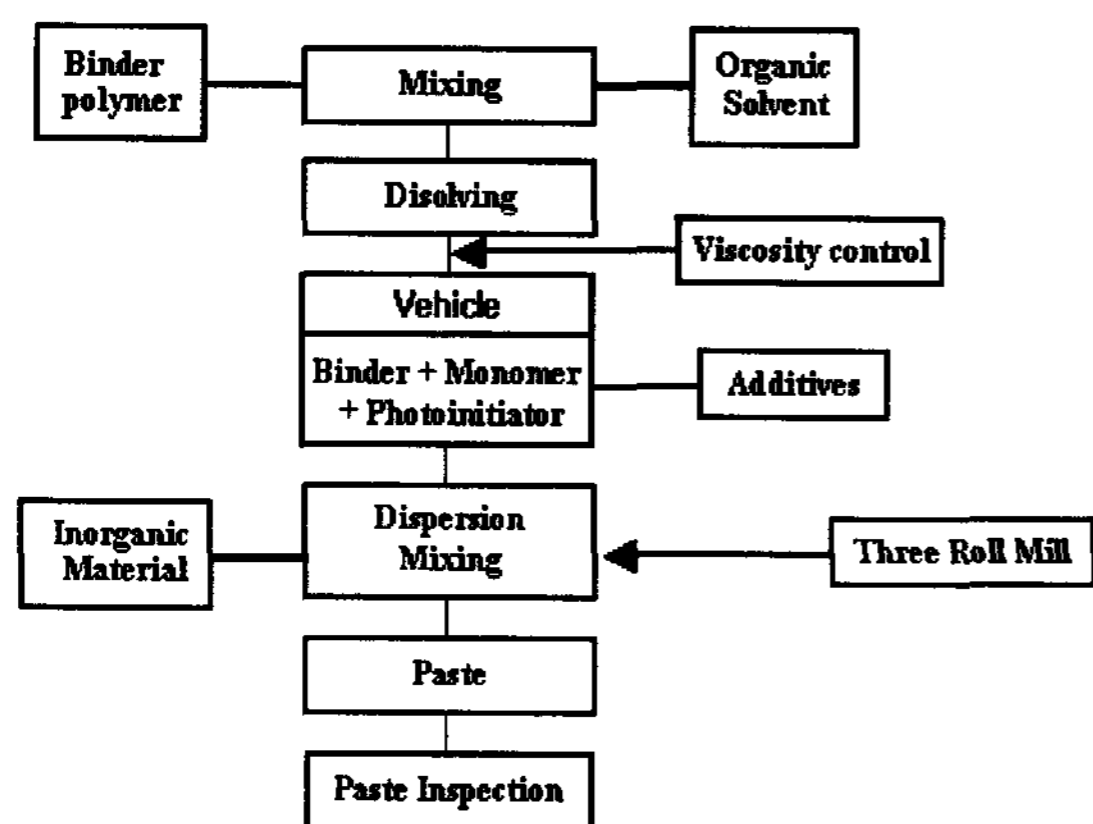 Binder
polymer
Mixing
Organic
Solvent
Disolving
Viscosity control
Vehicle
Binder + Monomer
+ Photoinitiator
Additives
Inorganic
Material
Dispersion
Mixing
Three Roll Mill
Paste
Paste Inspection